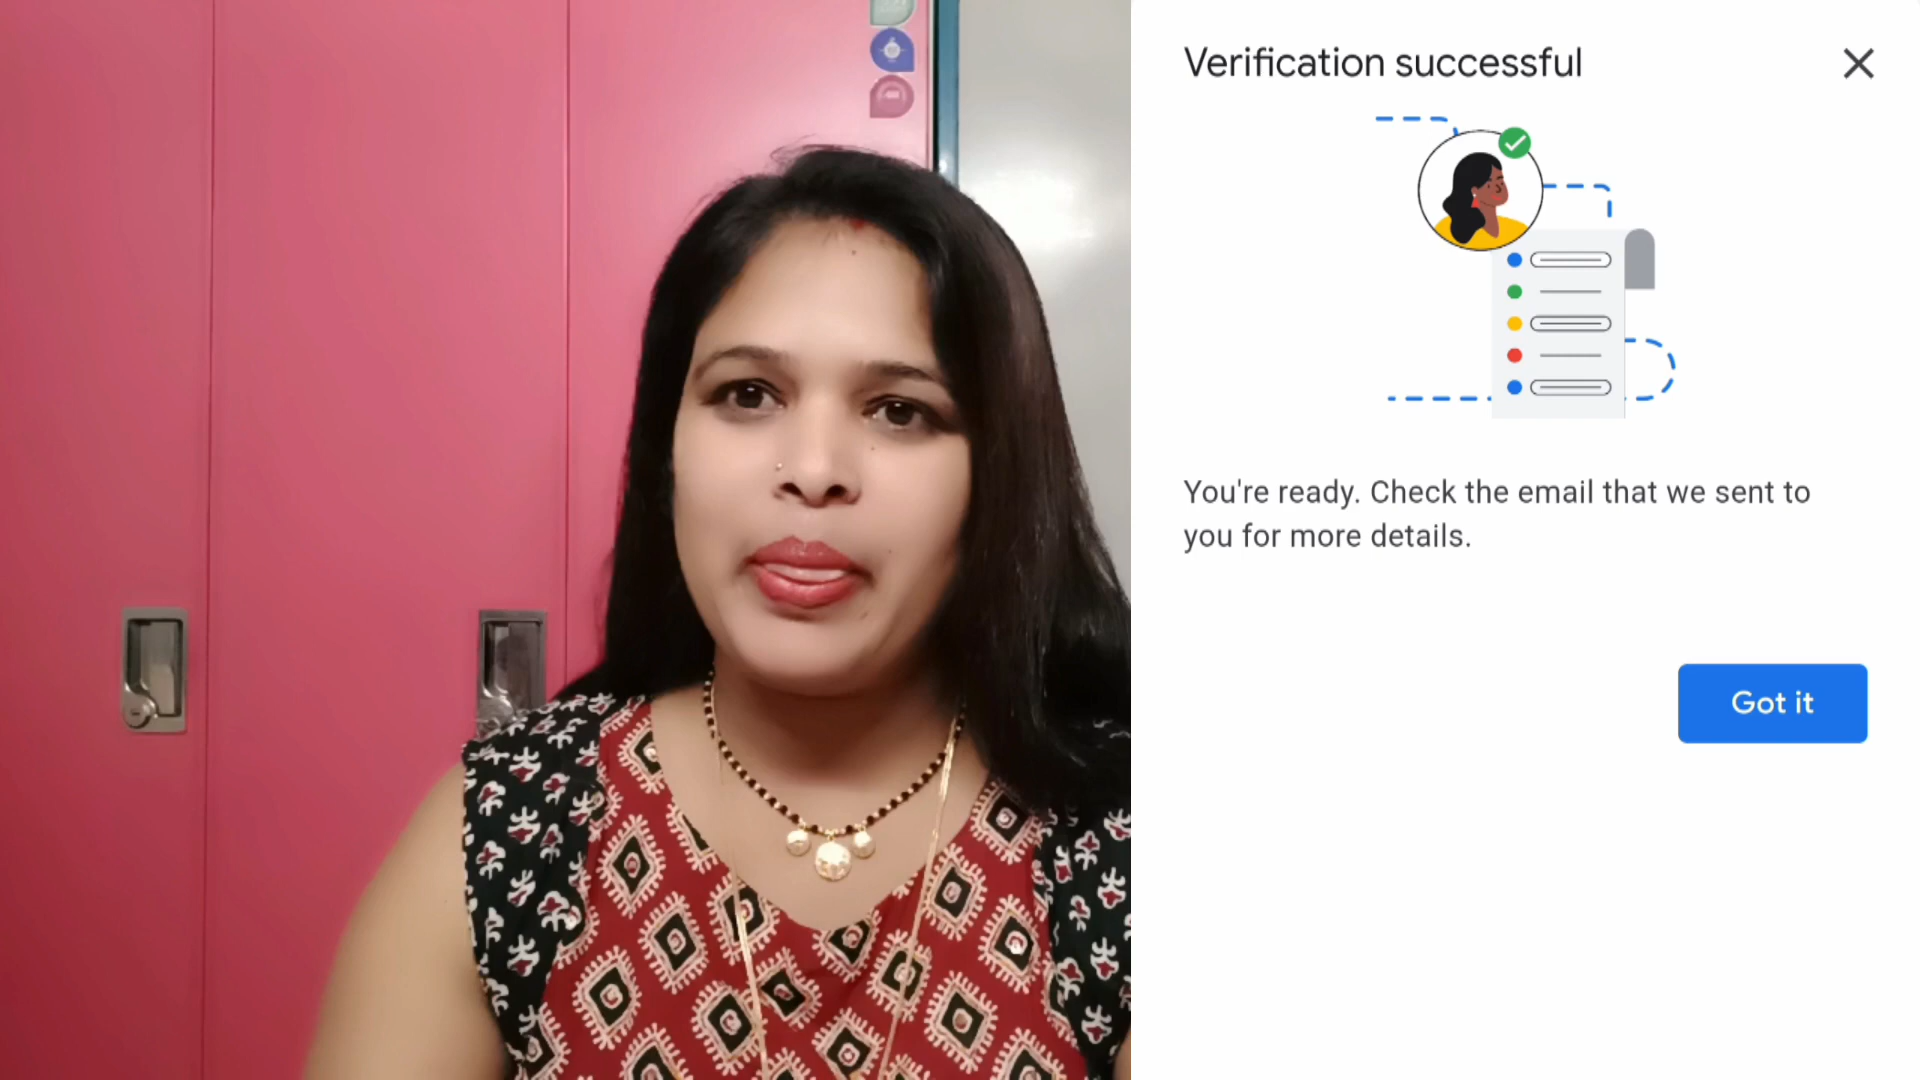 Verification successful
You're ready. Check the email that we sent to
you for more details.
Got it